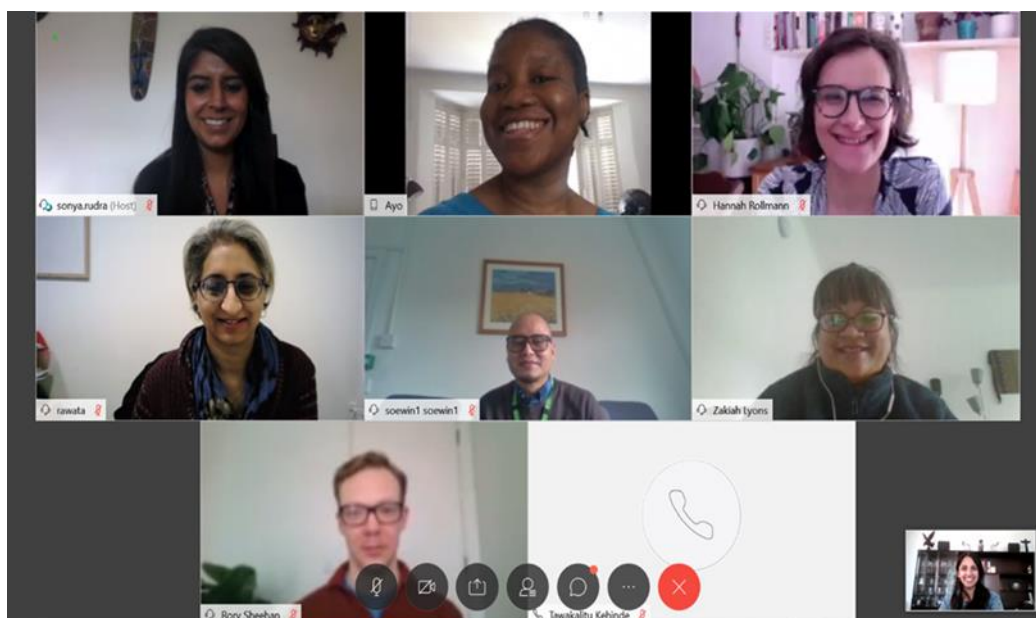 sonya.rudra (Host)
Ayo
Hannah Rollmann
rawata
soewin1 soewin1
Zakiah Lyons
Rory Sheehan
Tawakalitu Kehinde